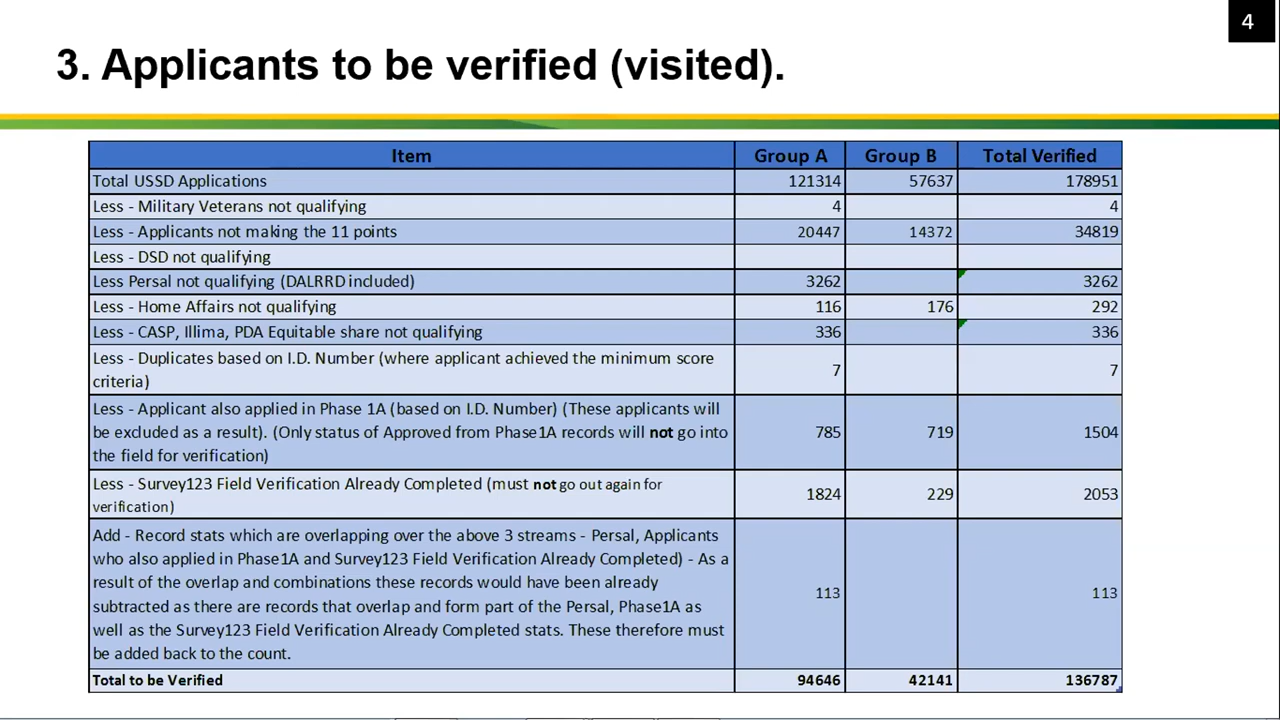 4
3. Applicants to be verified (visited).
Item Group A Group B Total Verified
Total USSD Applications 121314 57637 178951
Less - Military Veterans not qualifying 4 4
Less - Applicants not making the 11 points 20447 14372 34819
Less - DSD not qualifying
Less Persal not qualifying (DALRRD included) 3262 3262
Less - Home Affairs not qualifying 116 176 292
Less - CASP, Illima, PDA Equitable share not qualifying 336 336
Less - Duplicates based on I.D. Number (where applicant achieved the minimum score
criteria) 7 7
Less - Applicant also applied in Phase 1A (based on I.D. Number) (These applicants will
be excluded as a result). (Only status of Approved from Phase1A records will not go into 785 719 1504
the field for verification)
Less - Survey123 Field Verification Already Completed (must not go out again for
verification) 1824 229 2053
Add - Record stats which are overlapping over the above 3 streams - Persal, Applicants
who also applied in Phase1A and Survey123 Field Verification Already Completed) - As a
result of the overlap and combinations these records would have been already
subtracted as there are records that overlap and form part of the Persal, Phase1A as 113 113
well as the Survey123 Field Verification Already Completed stats. These therefore must
be added back to the count.
Total to be Verified 94646 42141 136787